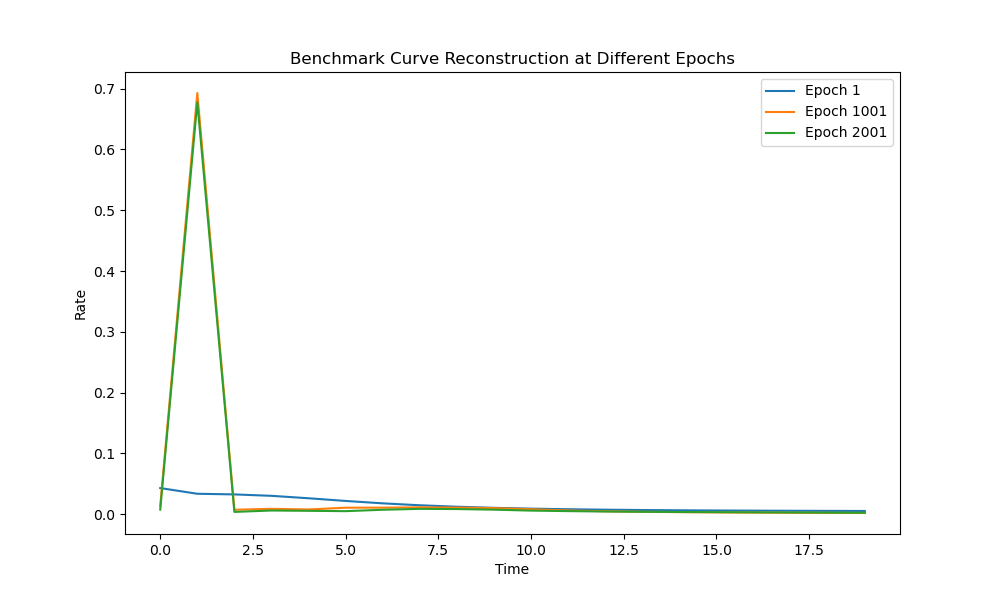 Benchmark Curve Reconstruction at Different Epochs
Epoch 1
Epoch 1001
Epoch 2001
0.7
0.6
0.5
0.4
0.3
0.2
0.1
0.0
Rate
0.0 2.5 5.0 7.5 10.0 12.5 15.0 17.5
Time